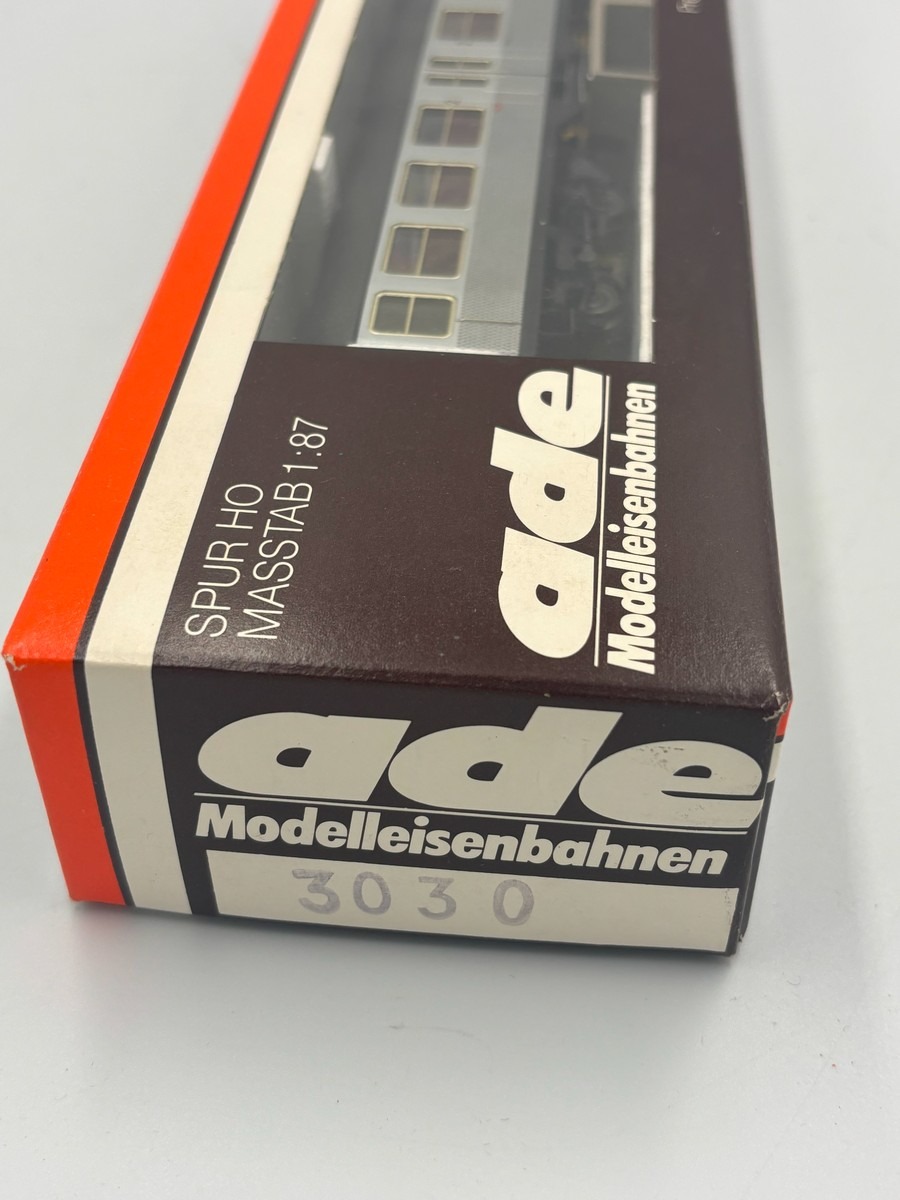 SPUR HO
MASSTAB 1:87
ade
Modelleisenbahnen
ade
Modelleisenbahnen
3030